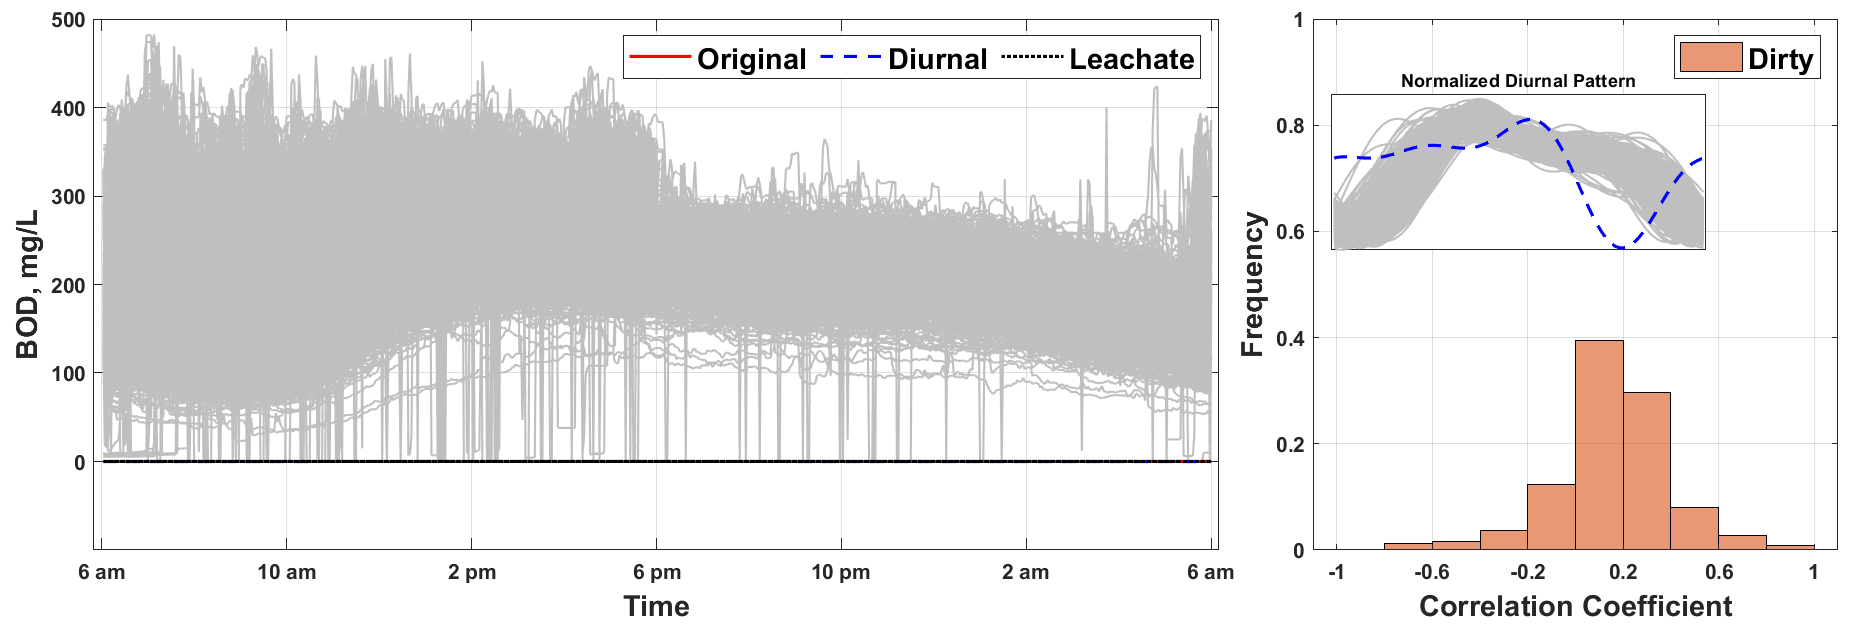 500
400
300
200
100
0
BOD, mg/L
Original Diurnal Leachate
6 am 10 am 2 pm 6 pm 10 pm 2 am 6 am
Time
1
0.8
0.6
0.4
0.2
0
Frequency
Dirty
Normalized Diurnal Pattern
-1 -0.6 -0.2 0.2 0.6 1
Correlation Coefficient